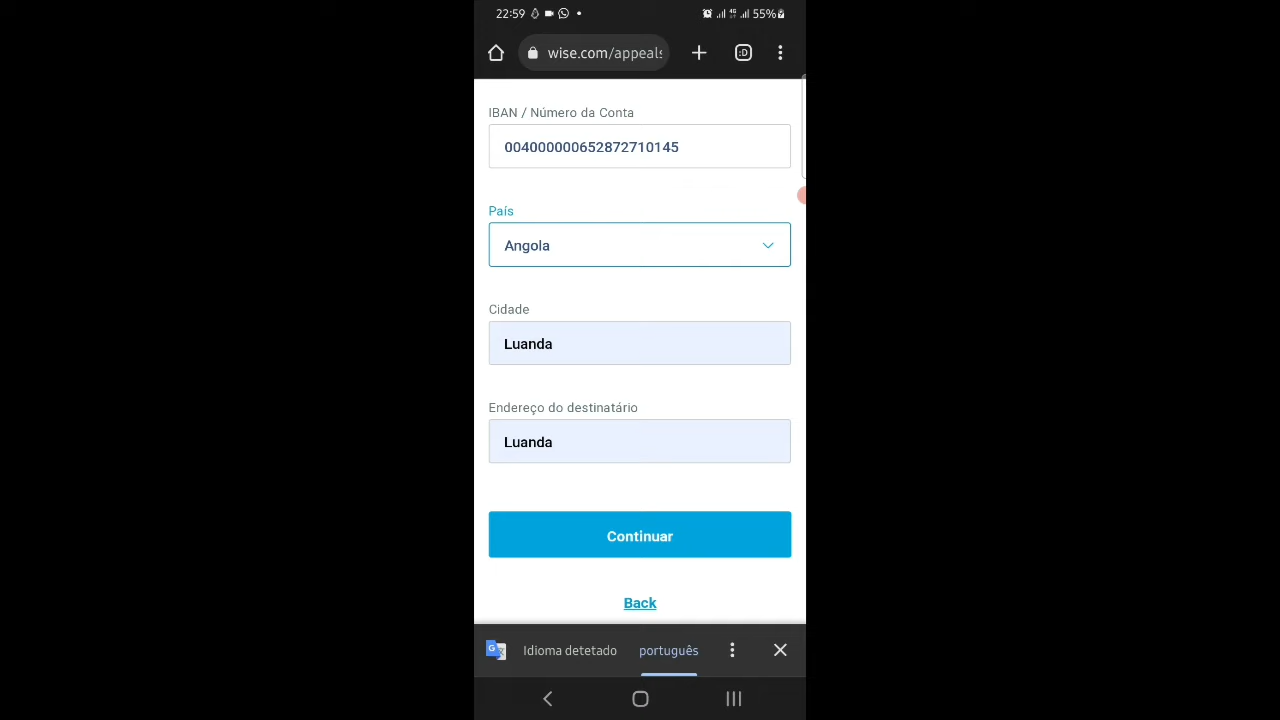 22:59
55%
wise.com/appeals
:D
IBAN / Número da Conta
004000000652872710145
País
Angola
Cidade
Luanda
Endereço do destinatário
Luanda
Continuar
Back
Idioma detetado português